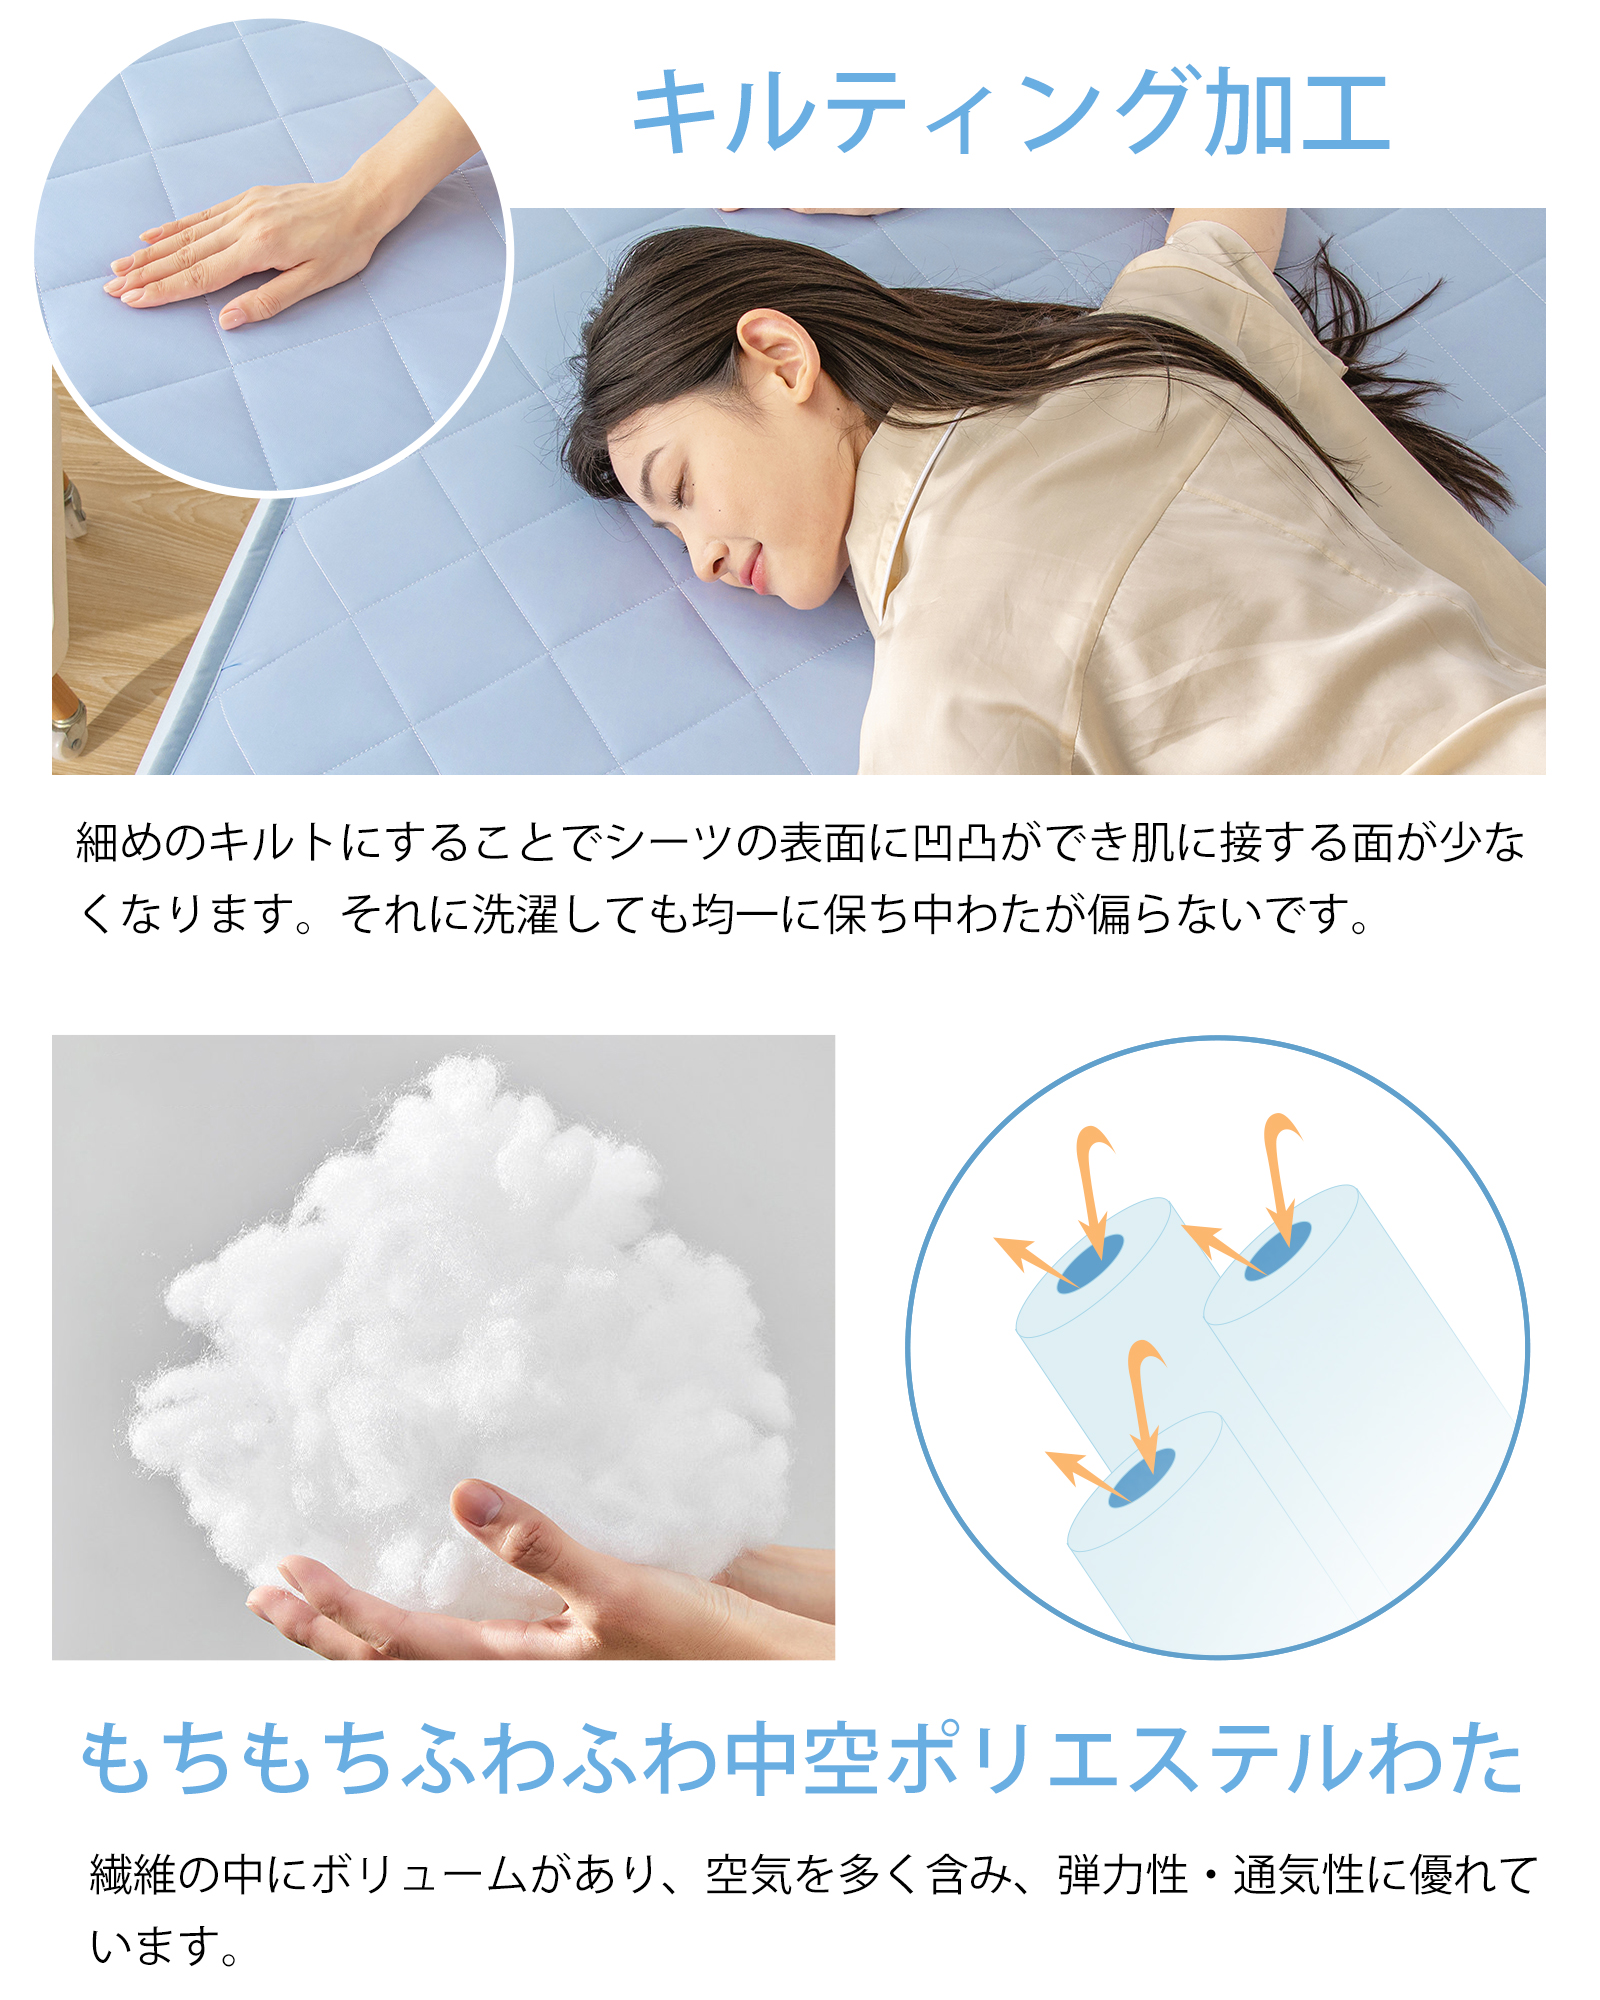 キルティング加工
細めのキルトにすることでシーツの表面に凹凸ができ肌に接する面が少な
くなります。それに洗濯しても均一に保ち中わたが偏らないです。
もちもちふわふわ中空ポリエステルわた
繊維の中にボリュームがあり、空気を多く含み、弾力性・通気性に優れて
います。